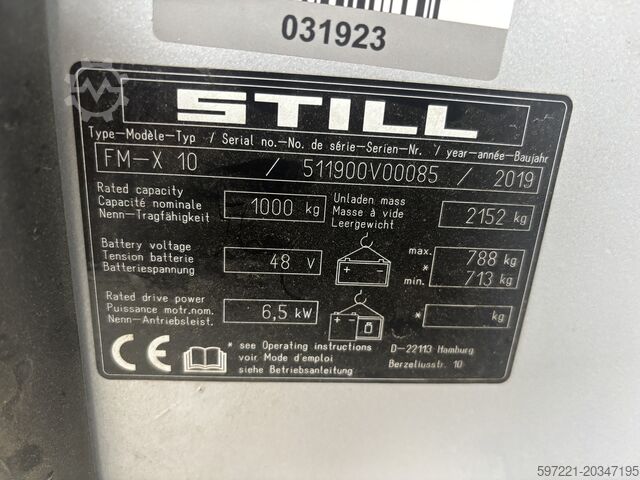 031923
STILL
Type-Modèle-Typ / Serial no.-No. de série-Serien-Nr. / year-année-Baujahr
FM-X 10 / 511900V00085 / 2019
Rated capacity
Capacité nominale
Nenn-Tragfähigkeit
1000 kg
Unladen mass
Masse à vide
Leergewicht
2152 kg
Battery voltage
Tension batterie
Batteriespannung
48 V
max. 788 kg
*
min. 713 kg
Rated drive power
Puissance motr.nom.
Nenn-Antriebsleist.
6,5 kW
* kg
CE
* see Operating instructions
voir Mode d'emploi
siehe Betriebsanleitung
D-22113 Hamburg
Berzeliusstr. 10
597221-20347195